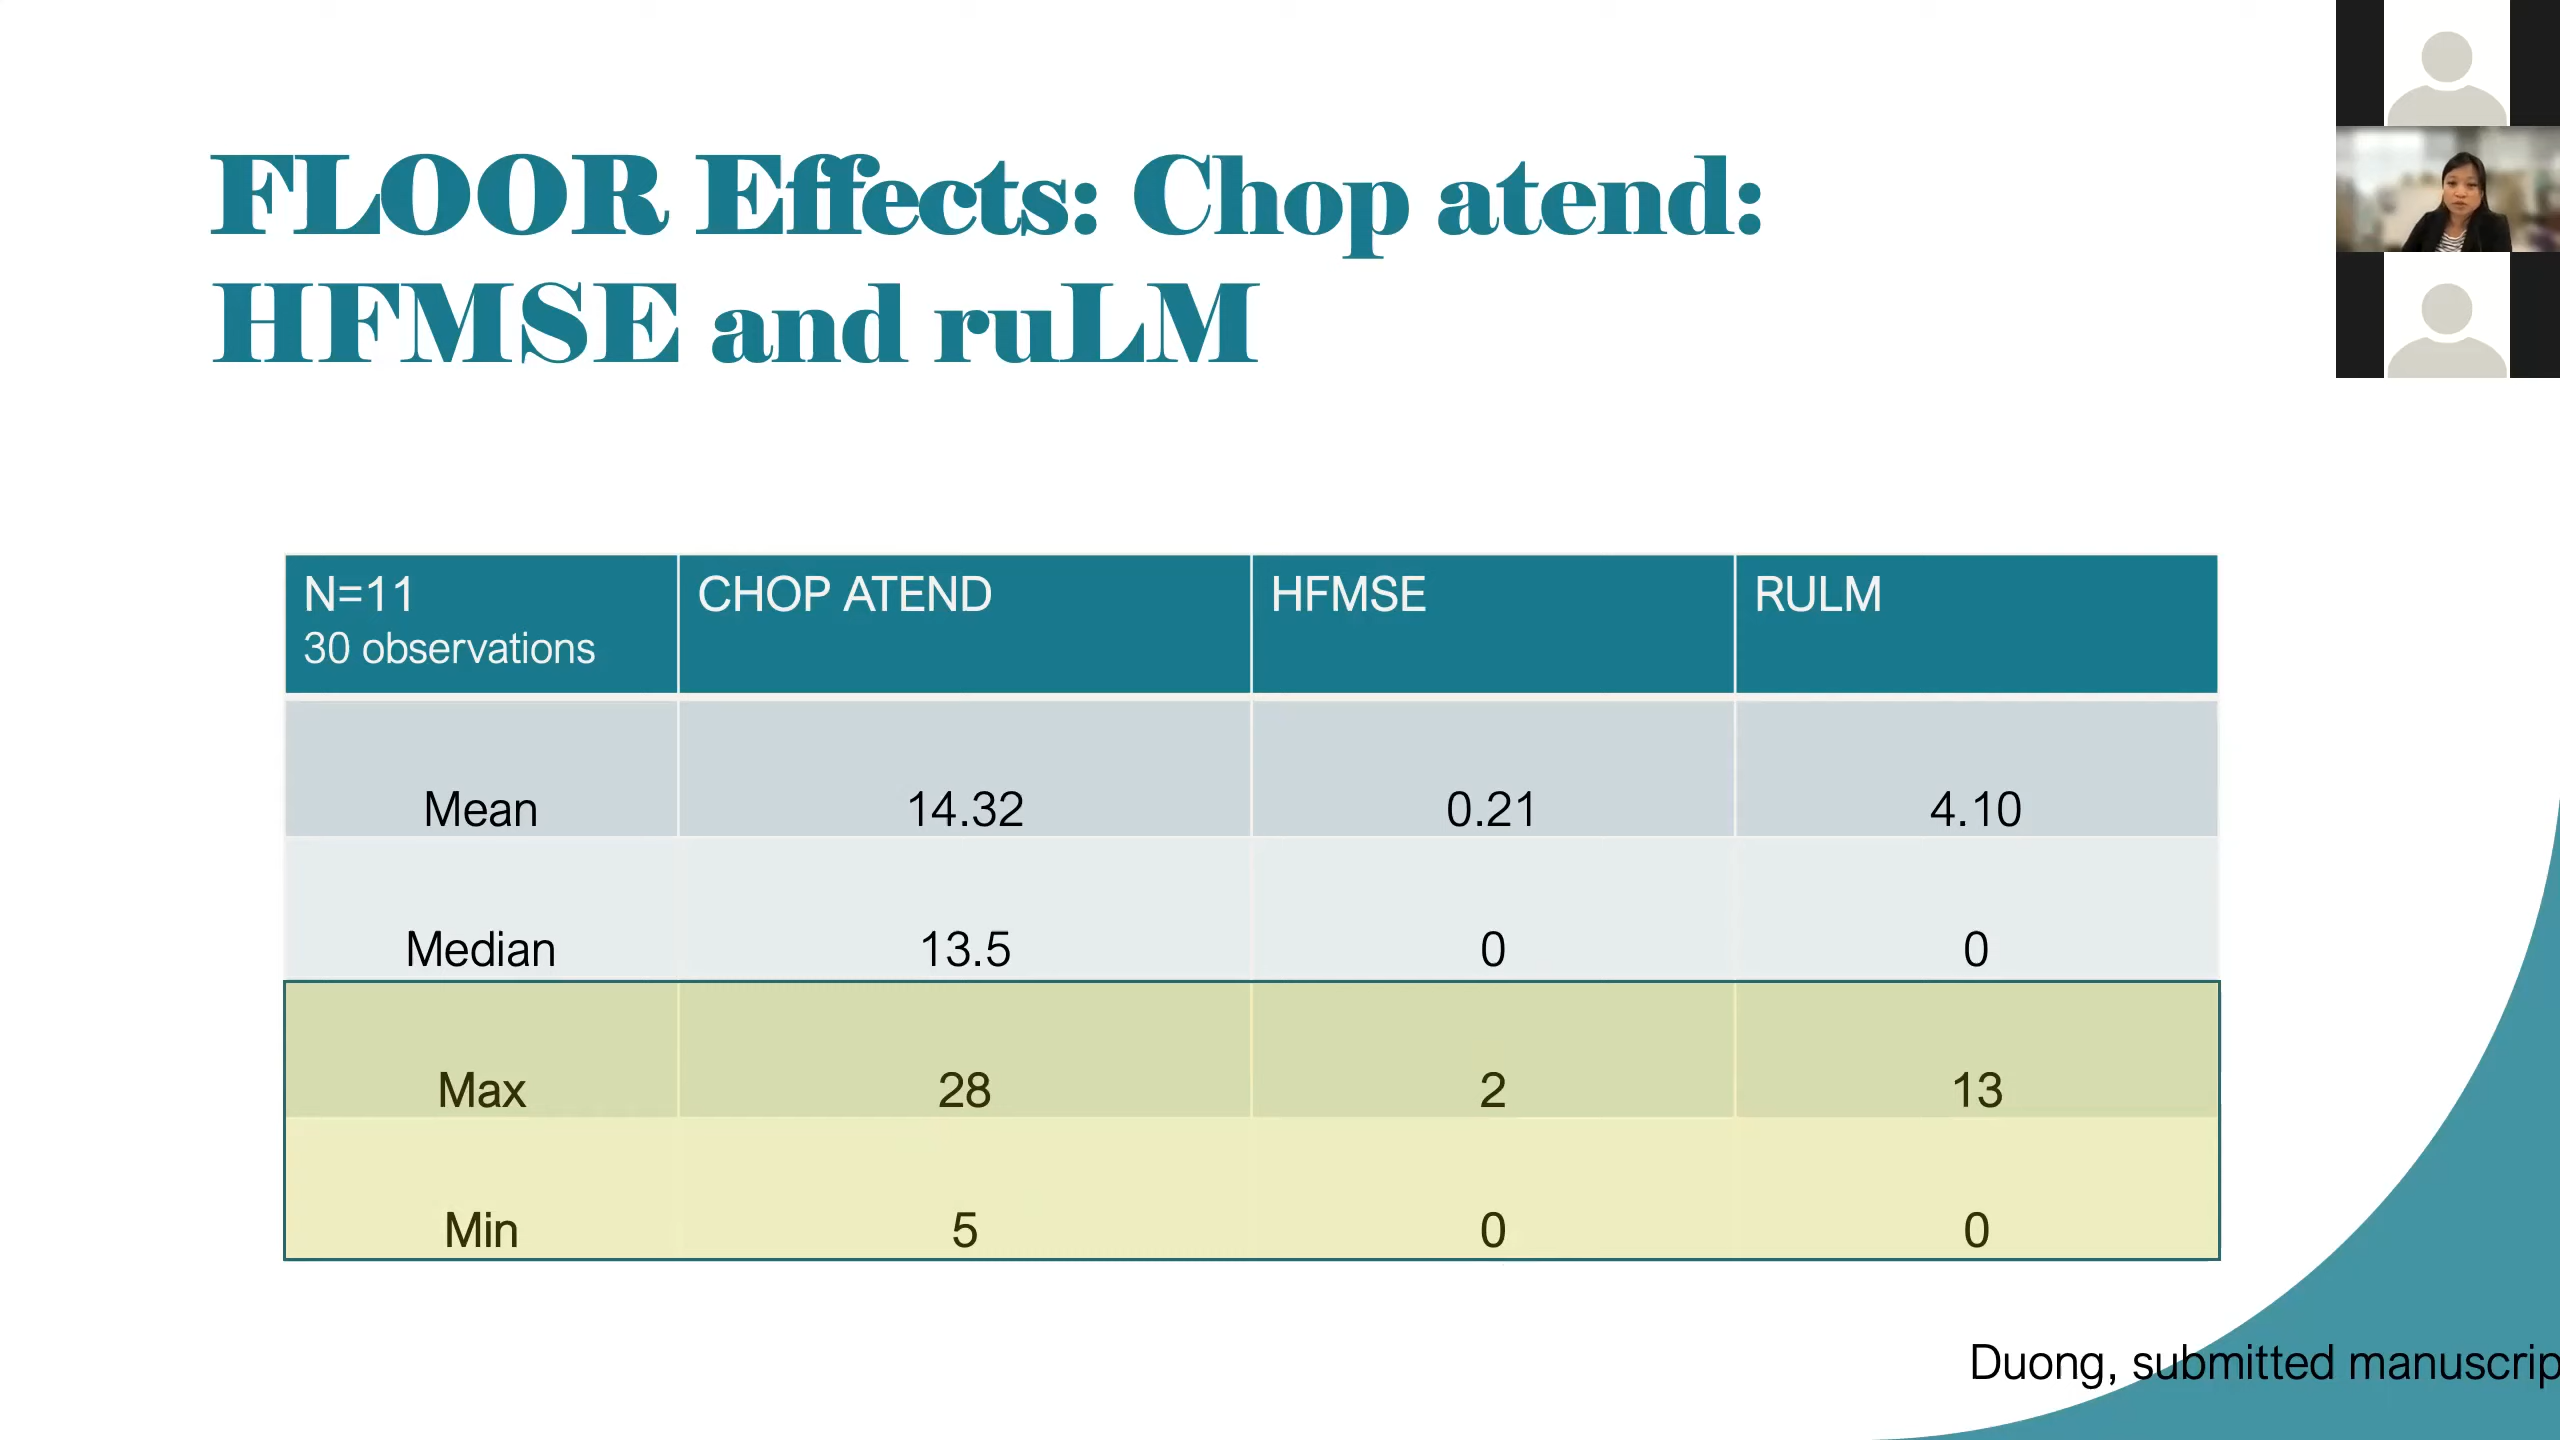 FLOOR Effects: Chop atend:
HFMSE and ruLM
N=11 CHOP ATEND HFMSE RULM
30 observations
Mean 14.32 0.21 4.10
Median 13.5 0 0
Max 28 2 13
Min 5 0 0
Duong, submitted manuscrip